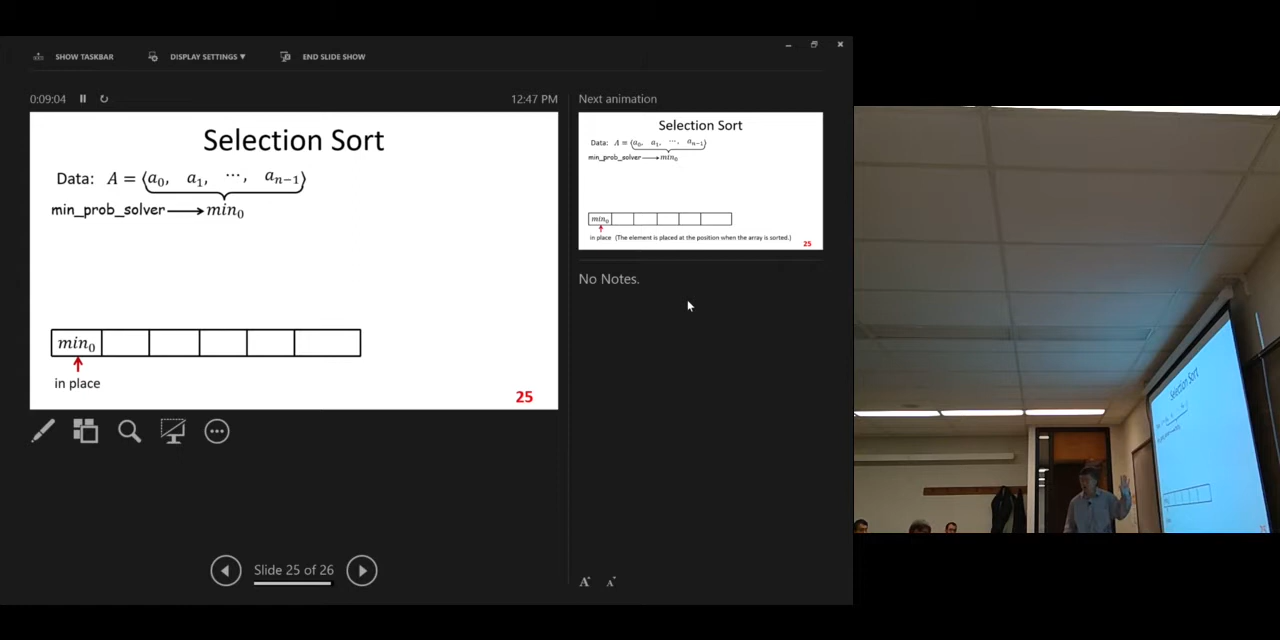 SHOW TASKBAR DISPLAY SETTINGS ▼ END SLIDE SHOW
0:09:04 12:47 PM
Selection Sort
Data: A = ⟨a₀, a₁, ⋯, aₙ₋₁⟩
min_prob_solver ⟶ min₀
min₀
in place
25
Slide 25 of 26
Next animation
Selection Sort
Data: A = ⟨a₀, a₁, ⋯, aₙ₋₁⟩
min_prob_solver ⟶ min₀
min₀
in place (The element is placed at the position when the array is sorted.)
25
No Notes.
A A
Selection Sort